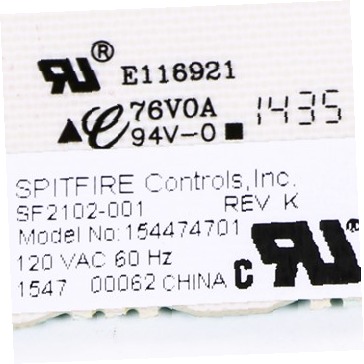 ® E116921
76V0A
94V-0
1435
SPITFIRE Controls, Inc.
SF2102-001 REV K
Model No: 154474701
120 VAC 60 Hz
1547 00062 CHINA